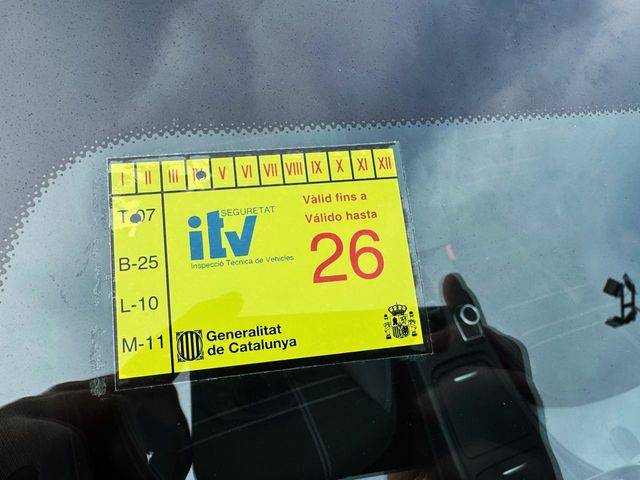 I II III V VI VII VIII IX X XI XII
T-07
B-25
L-10
M-11
SEGURETAT
itv
Inspecció Tècnica de Vehicles
Vàlid fins a
Válido hasta
26
Generalitat
de Catalunya